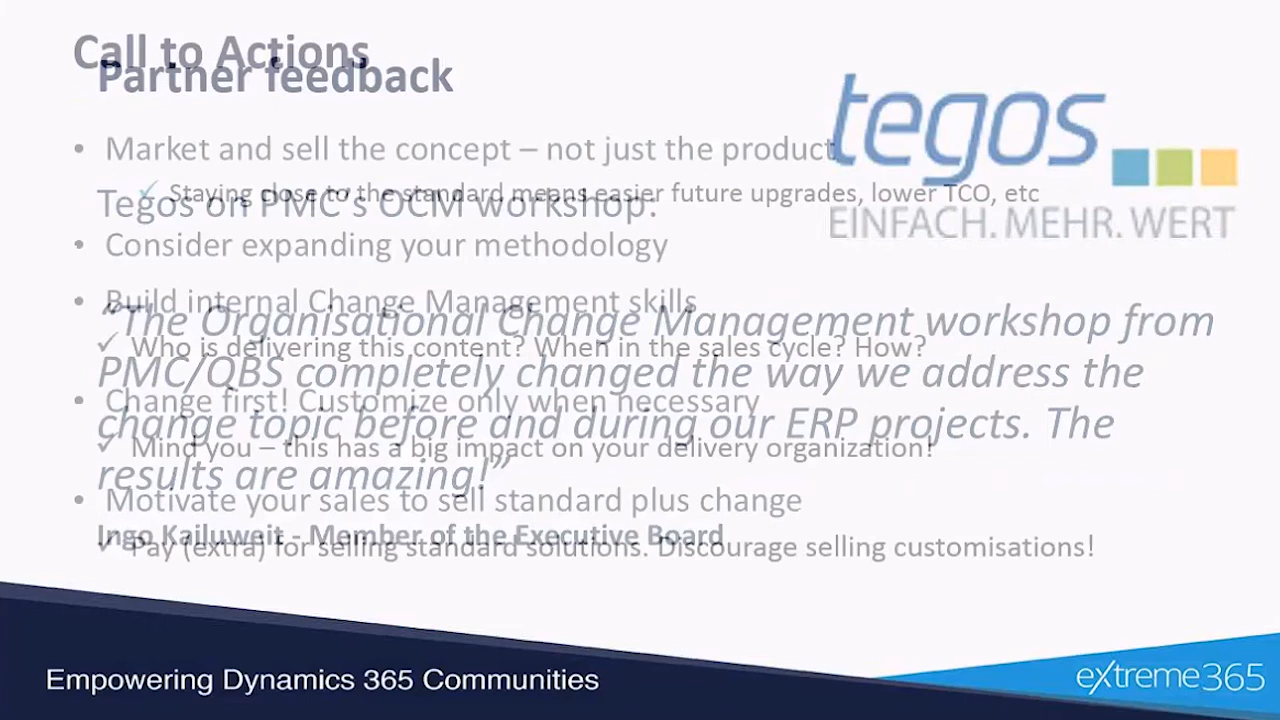 Call to Actions
• Market and sell the concept – not just the product
✓ Staying close to the standard means easier future upgrades, lower TCO, etc
• Consider expanding your methodology
• Build internal Change Management skills
✓ Who is delivering this content? When in the sales cycle? How?
• Change first! Customize only when necessary
✓ Mind you – this has a big impact on your delivery organization!
• Motivate your sales to sell standard plus change
✓ Pay (extra) for selling standard solutions. Discourage selling customisations!
Partner feedback
tegos
EINFACH. MEHR. WERT
Tegos on PMC's OCM workshop:
“The Organisational Change Management workshop from
PMC/QBS completely changed the way we address the
change topic before and during our ERP projects. The
results are amazing!”
Ingo Kailuweit - Member of the Executive Board
Empowering Dynamics 365 Communities
eXtreme365